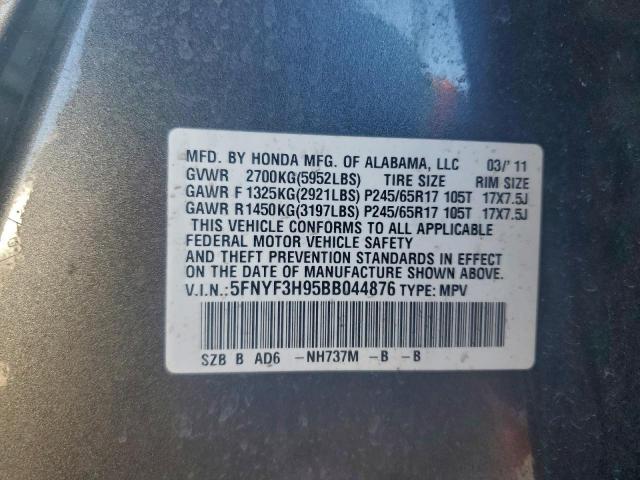 MFD. BY HONDA MFG. OF ALABAMA, LLC 03/'11
GVWR 2700KG(5952LBS) TIRE SIZE RIM SIZE
GAWR F 1325KG(2921LBS) P245/65R17 105T 17X7.5J
GAWR R1450KG(3197LBS) P245/65R17 105T 17X7.5J
THIS VEHICLE CONFORMS TO ALL APPLICABLE
FEDERAL MOTOR VEHICLE SAFETY
AND THEFT PREVENTION STANDARDS IN EFFECT
ON THE DATE OF MANUFACTURE SHOWN ABOVE.
V.I.N.: 5FNYF3H95BB044876 TYPE: MPV
SZB B AD6 -NH737M -B -B